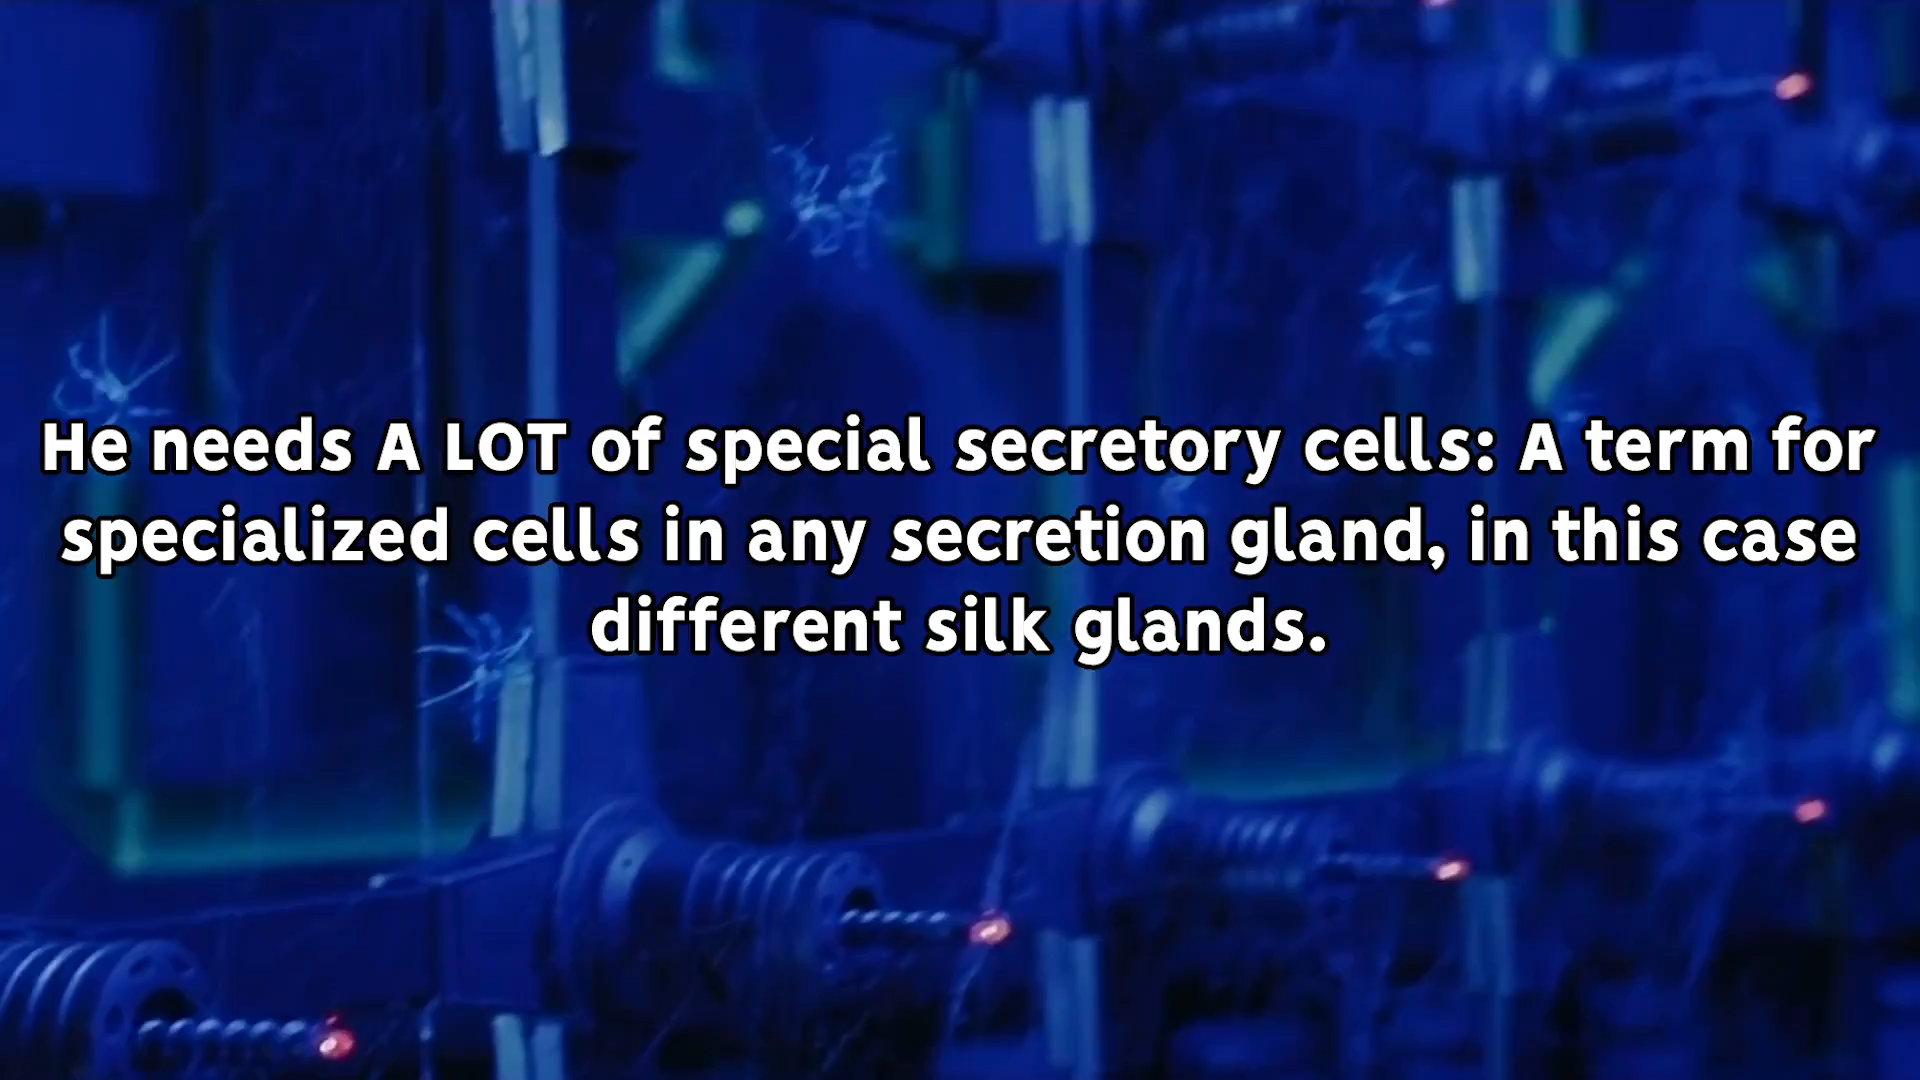 He needs A LOT of special secretory cells: A term for
specialized cells in any secretion gland, in this case
different silk glands.